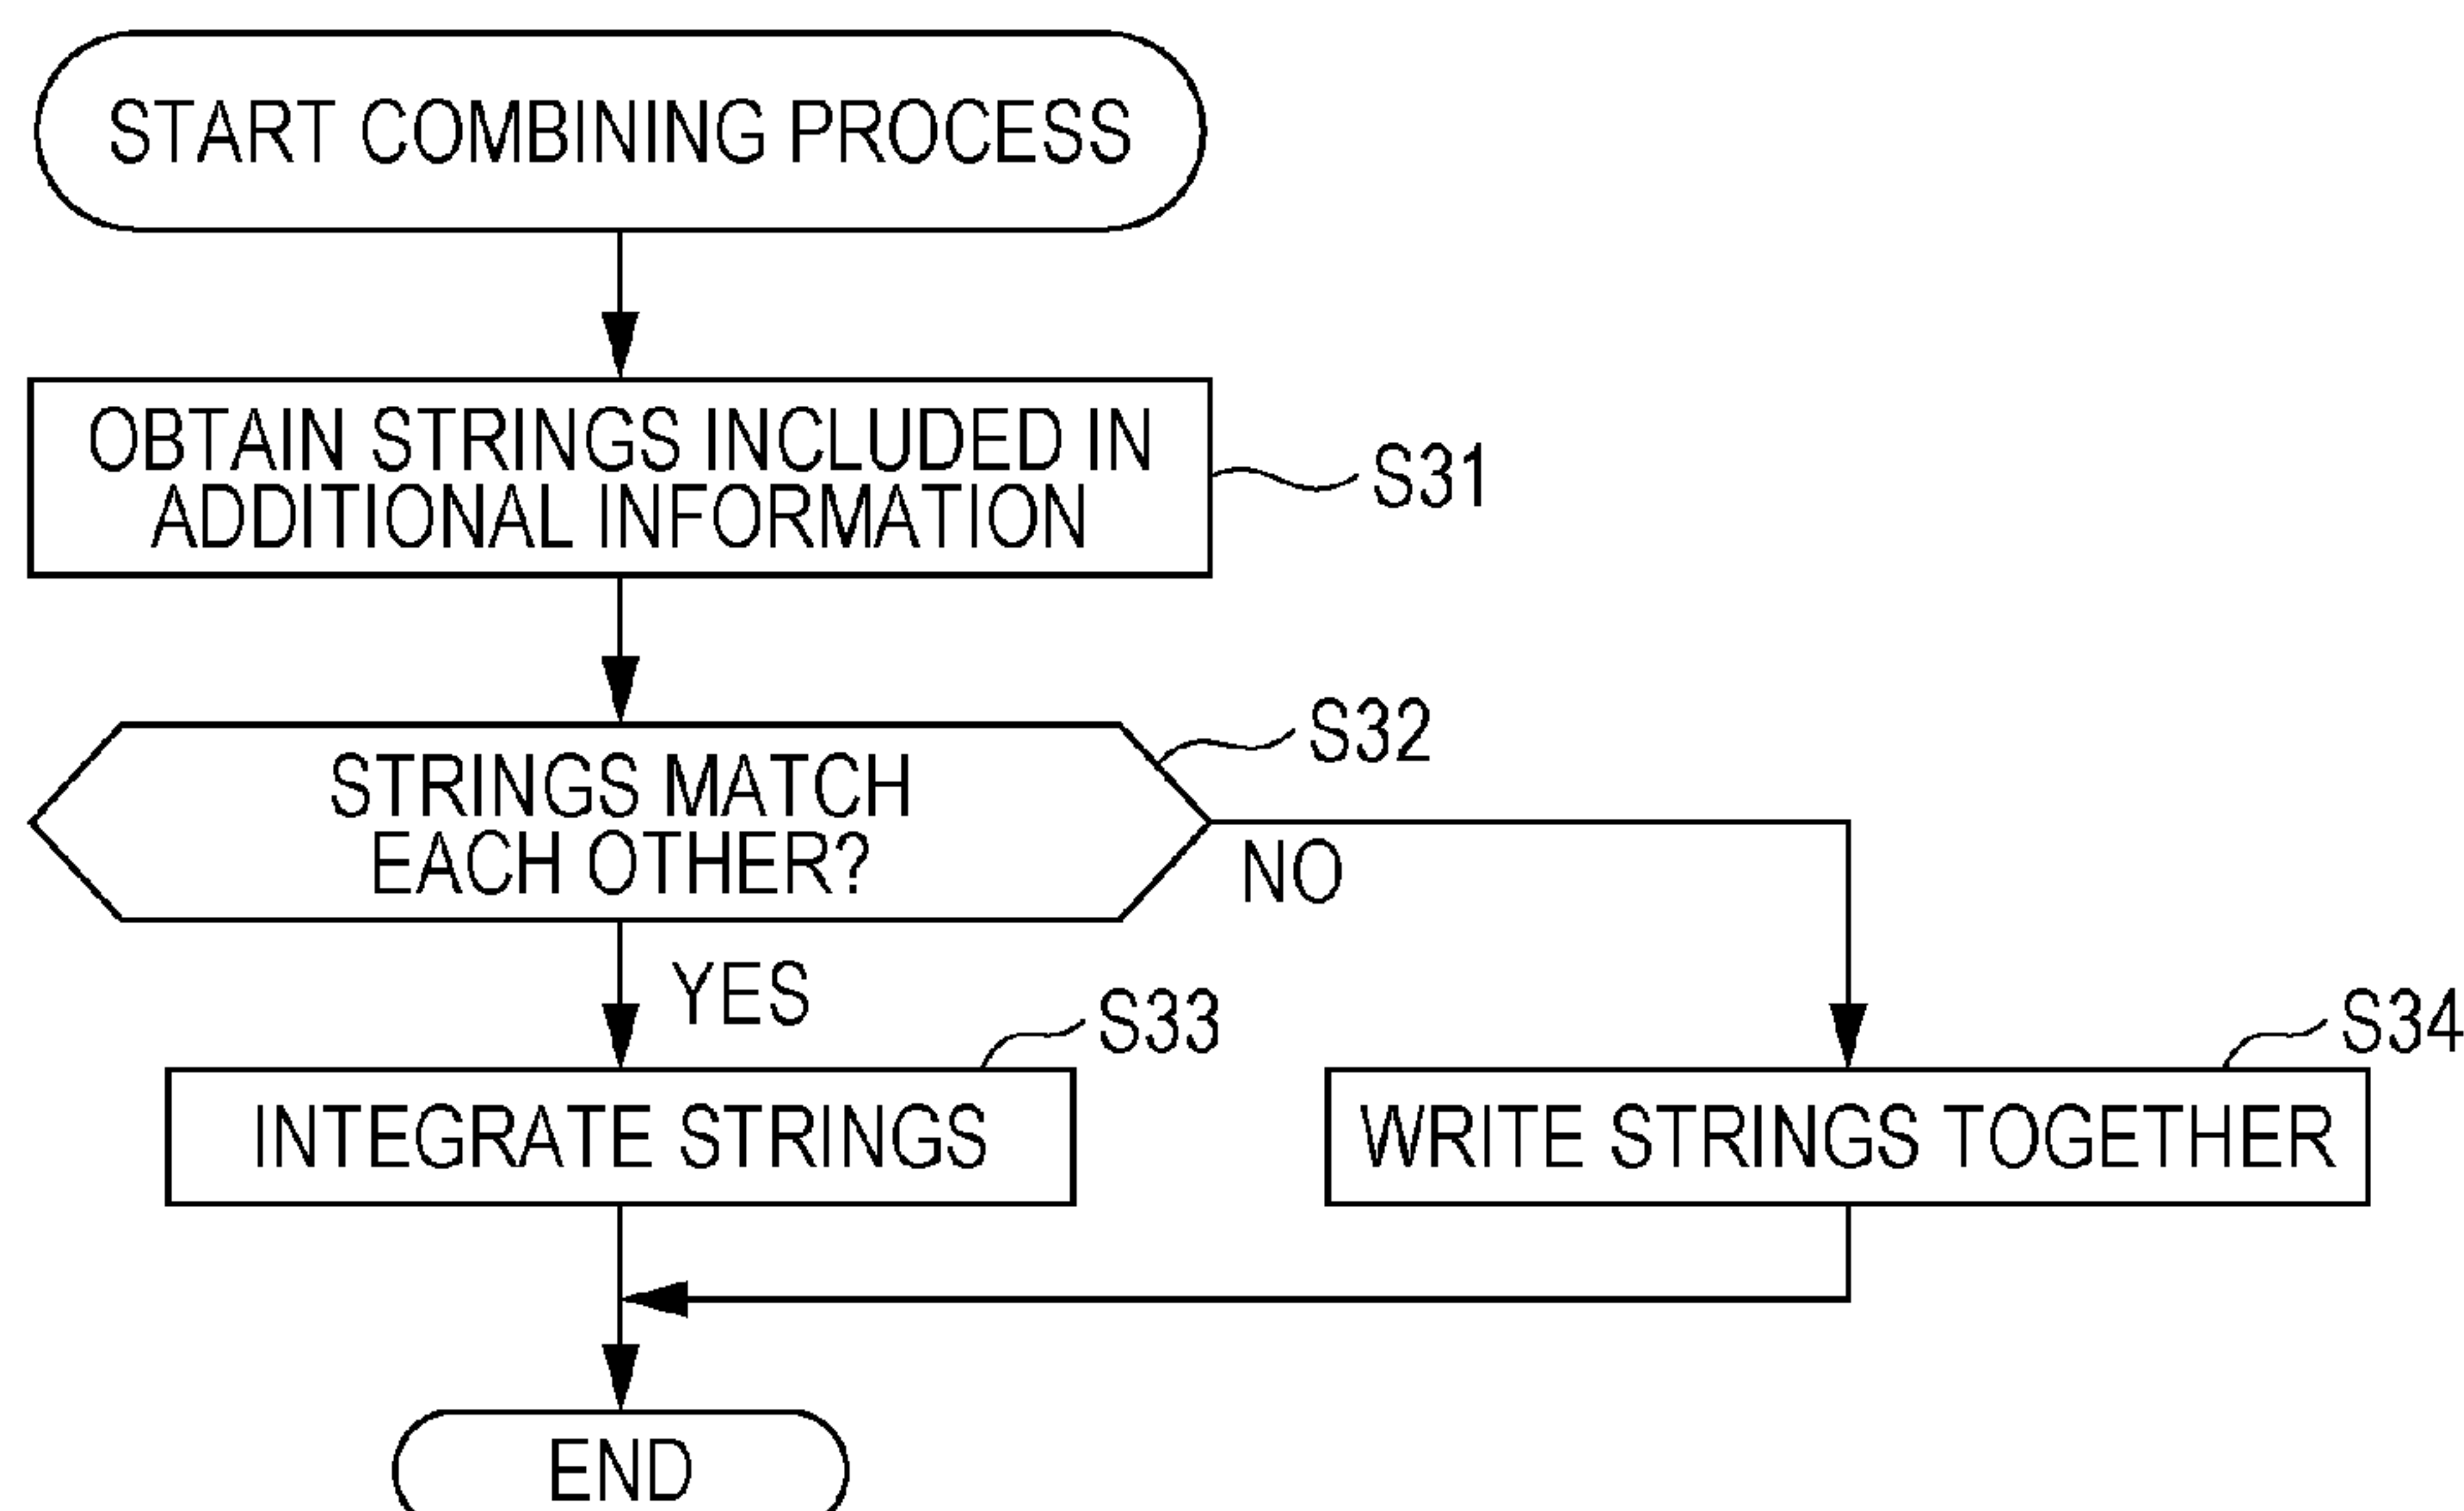 START COMBINING PROCESS
OBTAIN STRINGS INCLUDED IN
ADDITIONAL INFORMATION
S31
STRINGS MATCH
EACH OTHER?
S32
NO
YES
S33
INTEGRATE STRINGS
S34
WRITE STRINGS TOGETHER
END